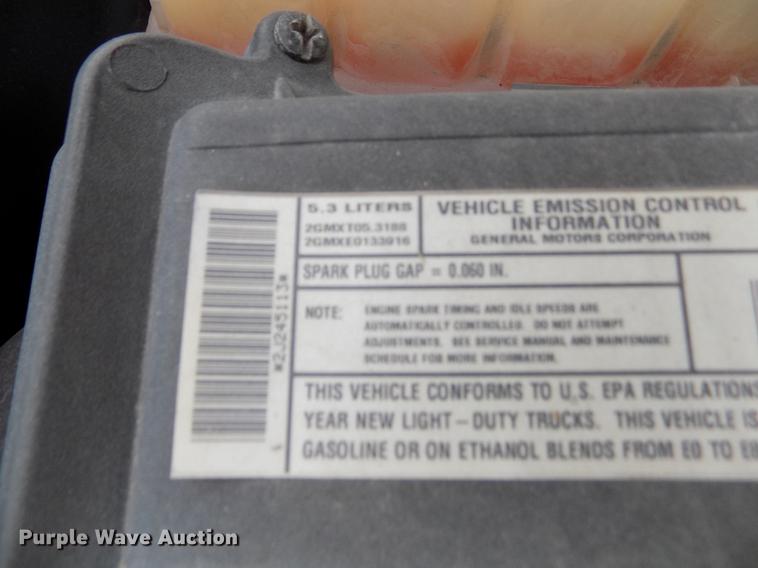 5.3 LITERS
2GMXT05.3188
2GMXE0133916
VEHICLE EMISSION CONTROL
INFORMATION
GENERAL MOTORS CORPORATION
SPARK PLUG GAP = 0.060 IN.
NOTE: ENGINE SPARK TIMING AND IDLE SPEEDS ARE
AUTOMATICALLY CONTROLLED. DO NOT ATTEMPT
ADJUSTMENTS. SEE SERVICE MANUAL AND MAINTENANCE
SCHEDULE FOR MORE INFORMATION.
THIS VEHICLE CONFORMS TO U.S. EPA REGULATIONS
YEAR NEW LIGHT-DUTY TRUCKS. THIS VEHICLE IS
GASOLINE OR ON ETHANOL BLENDS FROM E0 TO
*2J245113*
Purple Wave Auction